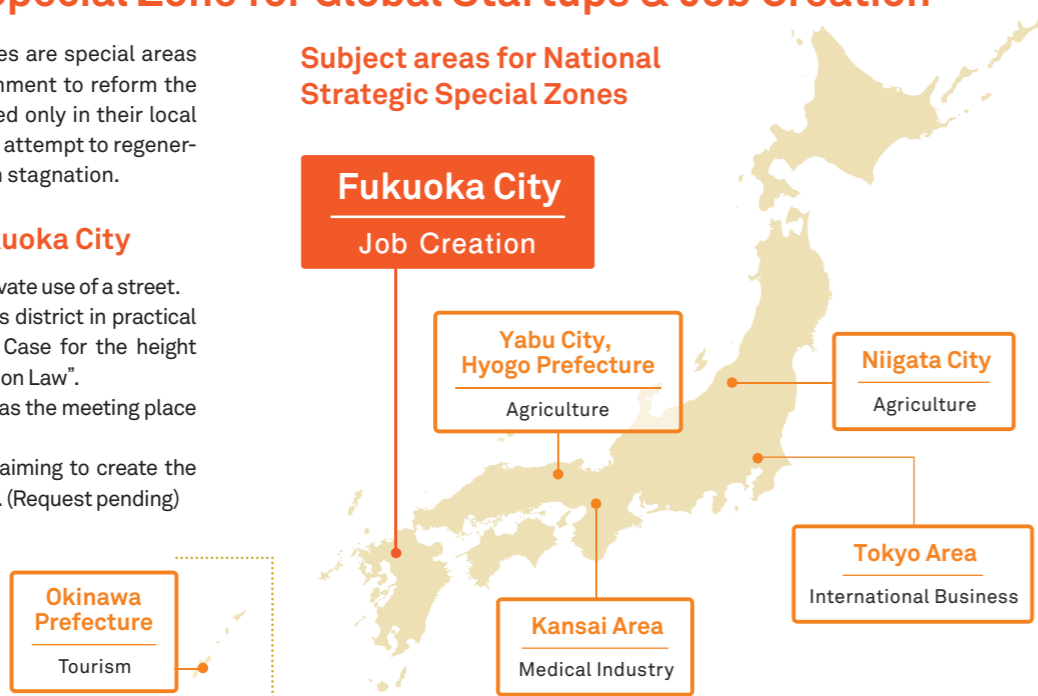 Special Zone for Global Startups & Job Creation
es are special areas
nment to reform the
ed only in their local
attempt to regener-
n stagnation.
uoka City
vate use of a street.
s district in practical
Case for the height
on Law”.
as the meeting place
aiming to create the
. (Request pending)
Subject areas for National
Strategic Special Zones
Fukuoka City
Job Creation
Yabu City,
Hyogo Prefecture
Agriculture
Niigata City
Agriculture
Tokyo Area
International Business
Kansai Area
Medical Industry
Okinawa
Prefecture
Tourism